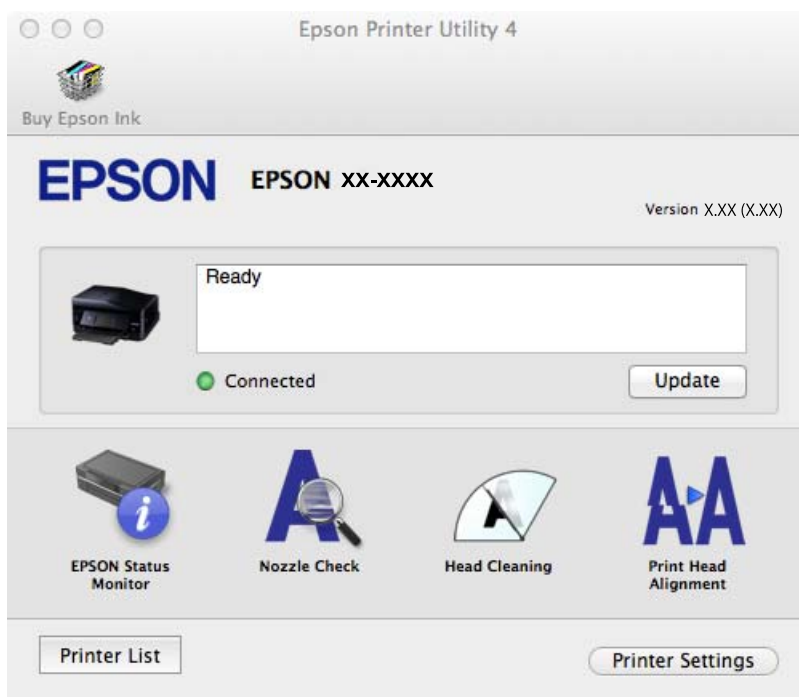 Epson Printer Utility 4
Buy Epson Ink
EPSON EPSON XX-XXXX
Version X.XX (X.XX)
Ready
Connected Update
EPSON Status
Monitor
Nozzle Check
Head Cleaning
Print Head
Alignment
Printer List Printer Settings